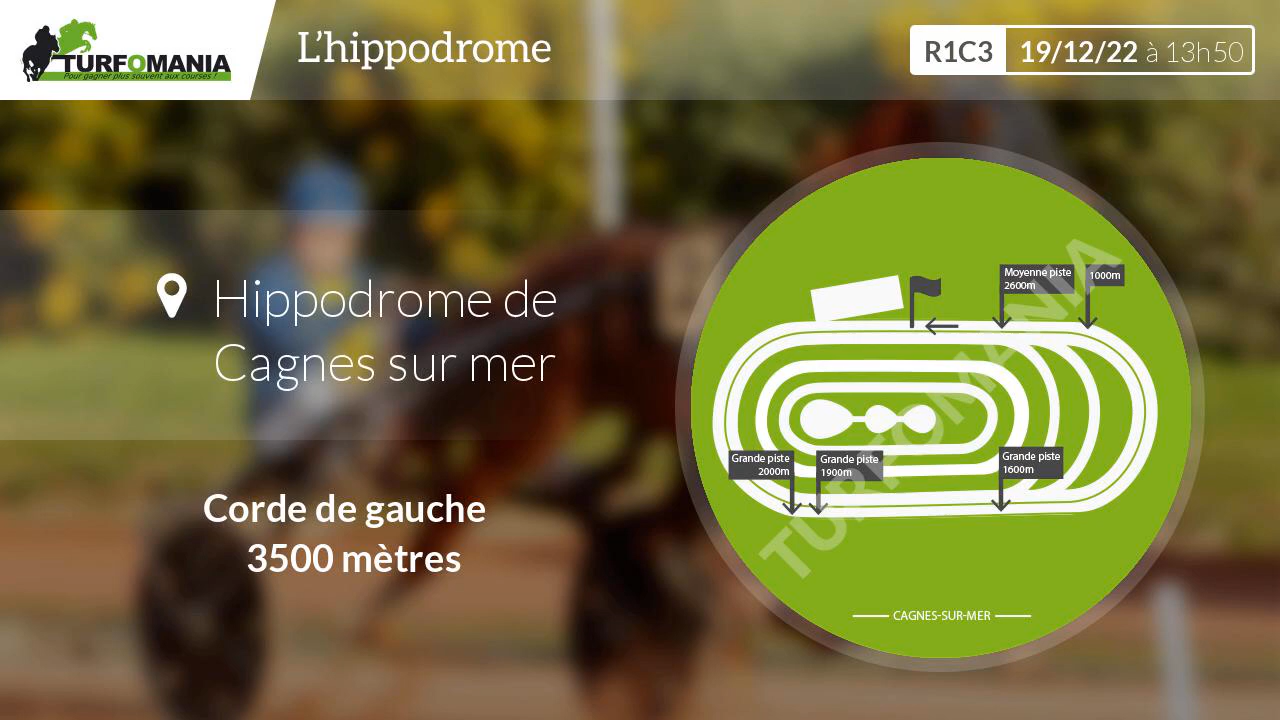 TURFOMANIA
Pour gagner plus souvent aux courses !
L'hippodrome
R1C3 19/12/22 à 13h50
Hippodrome de
Cagnes sur mer
Corde de gauche
3500 mètres
Moyenne piste
2600m
1000m
Grande piste
2000m
Grande piste
1900m
Grande piste
1600m
TURFOMANIA
CAGNES-SUR-MER